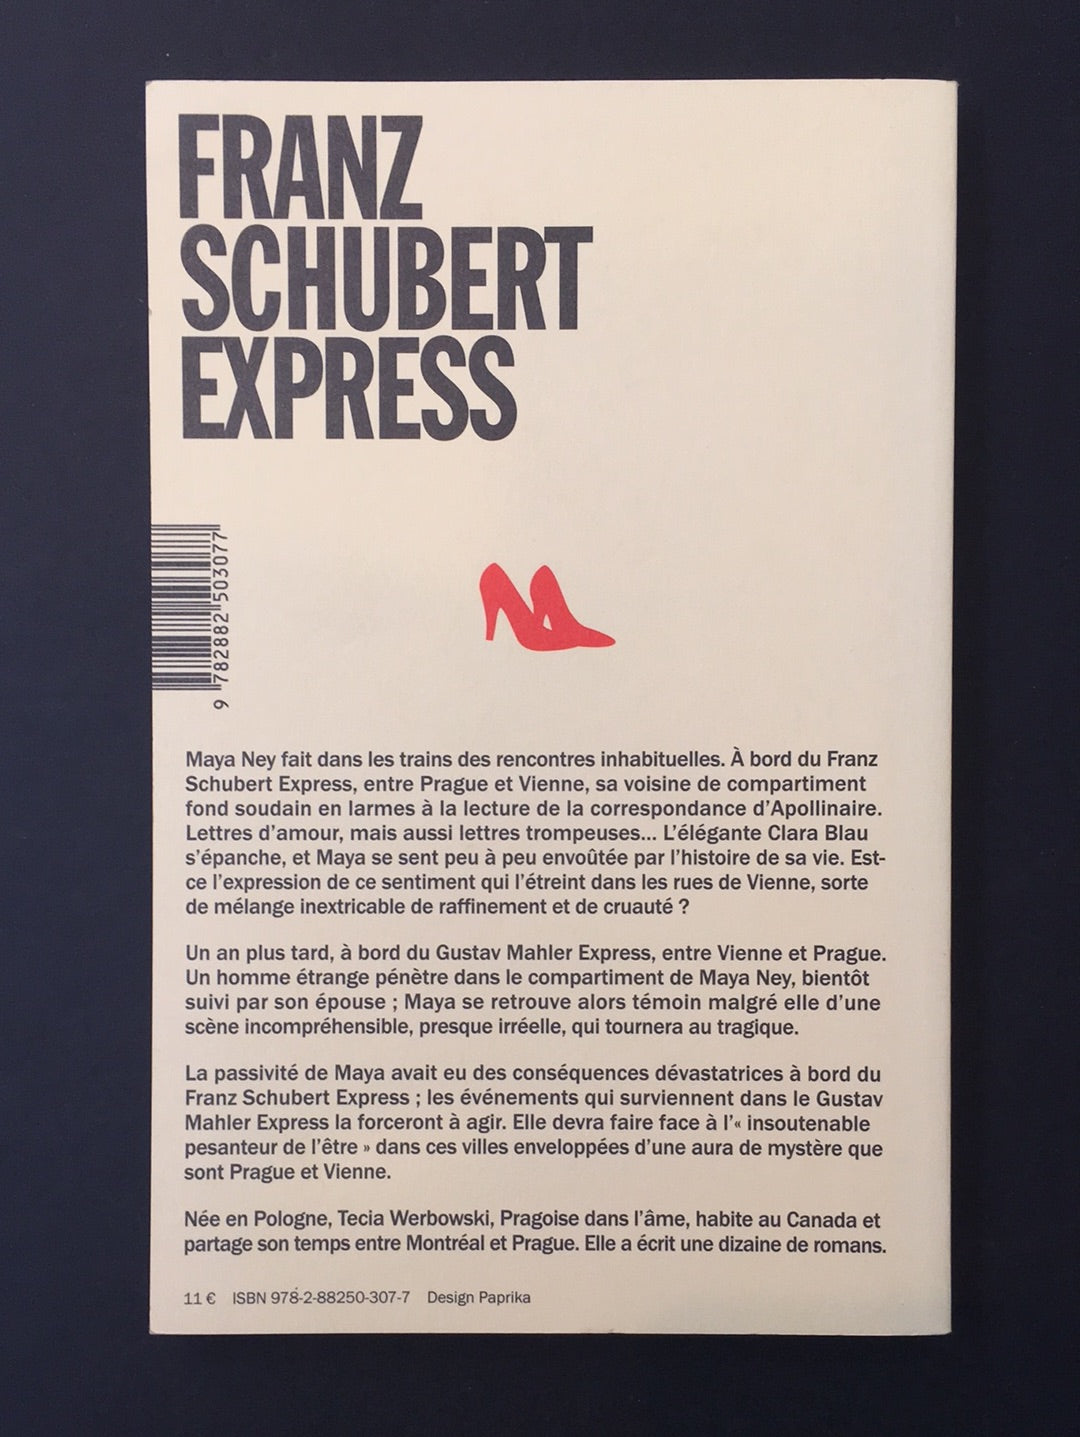 FRANZ
SCHUBERT
EXPRESS
9 782882 503077
Maya Ney fait dans les trains des rencontres inhabituelles. À bord du Franz
Schubert Express, entre Prague et Vienne, sa voisine de compartiment
fond soudain en larmes à la lecture de la correspondance d’Apollinaire.
Lettres d’amour, mais aussi lettres trompeuses... L’élégante Clara Blau
s’épanche, et Maya se sent peu à peu envoûtée par l’histoire de sa vie. Est-
ce l’expression de ce sentiment qui l’étreint dans les rues de Vienne, sorte
de mélange inextricable de raffinement et de cruauté ?
Un an plus tard, à bord du Gustav Mahler Express, entre Vienne et Prague.
Un homme étrange pénètre dans le compartiment de Maya Ney, bientôt
suivi par son épouse ; Maya se retrouve alors témoin malgré elle d’une
scène incompréhensible, presque irréelle, qui tournera au tragique.
La passivité de Maya avait eu des conséquences dévastatrices à bord du
Franz Schubert Express ; les événements qui surviennent dans le Gustav
Mahler Express la forceront à agir. Elle devra faire face à l’« insoutenable
pesanteur de l’être » dans ces villes enveloppées d’une aura de mystère que
sont Prague et Vienne.
Née en Pologne, Tecia Werbowski, Pragoise dans l’âme, habite au Canada et
partage son temps entre Montréal et Prague. Elle a écrit une dizaine de romans.
11 € ISBN 978-2-88250-307-7 Design Paprika